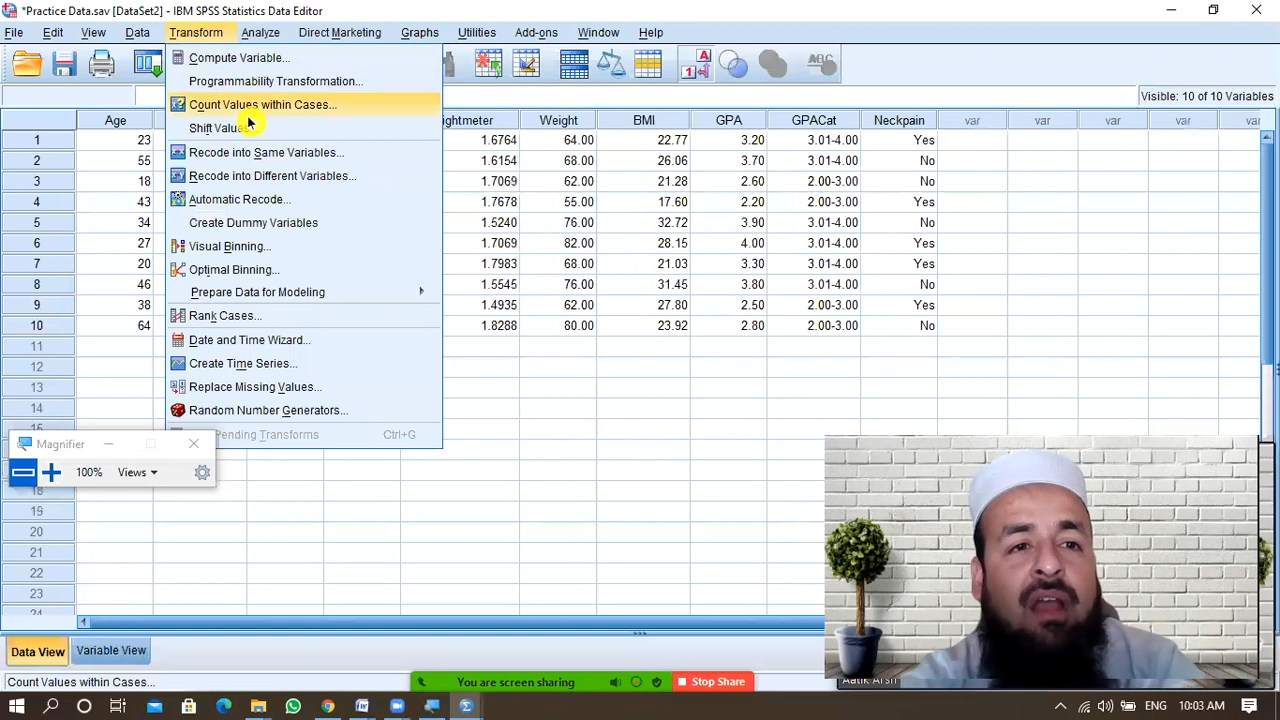 *Practice Data.sav [DataSet2] - IBM SPSS Statistics Data Editor
File Edit View Data Transform Analyze Direct Marketing Graphs Utilities Add-ons Window Help
Compute Variable...
Programmability Transformation...
Count Values within Cases...
Shift Values
Recode into Same Variables...
Recode into Different Variables...
Automatic Recode...
Create Dummy Variables
Visual Binning...
Optimal Binning...
Prepare Data for Modeling
Rank Cases...
Date and Time Wizard...
Create Time Series...
Replace Missing Values...
Random Number Generators...
Pending Transforms Ctrl+G
A
1
ABC
Visible: 10 of 10 Variables
Age ightmeter Weight BMI GPA GPACat Neckpain var var var var
1 23 1.6764 64.00 22.77 3.20 3.01-4.00 Yes
2 55 1.6154 68.00 26.06 3.70 3.01-4.00 No
3 18 1.7069 62.00 21.28 2.60 2.00-3.00 No
4 43 1.7678 55.00 17.60 2.20 2.00-3.00 Yes
5 34 1.5240 76.00 32.72 3.90 3.01-4.00 No
6 27 1.7069 82.00 28.15 4.00 3.01-4.00 Yes
7 20 1.7983 68.00 21.03 3.30 3.01-4.00 Yes
8 46 1.5545 76.00 31.45 3.80 3.01-4.00 No
9 38 1.4935 62.00 27.80 2.50 2.00-3.00 Yes
10 64 1.8288 80.00 23.92 2.80 2.00-3.00 No
11
12
13
14
15
Magnifier
100% Views
18
19
20
21
22
23
24
Data View Variable View
Count Values within Cases...
You are screen sharing Stop Share
Aatik Arsh
ENG 10:03 AM